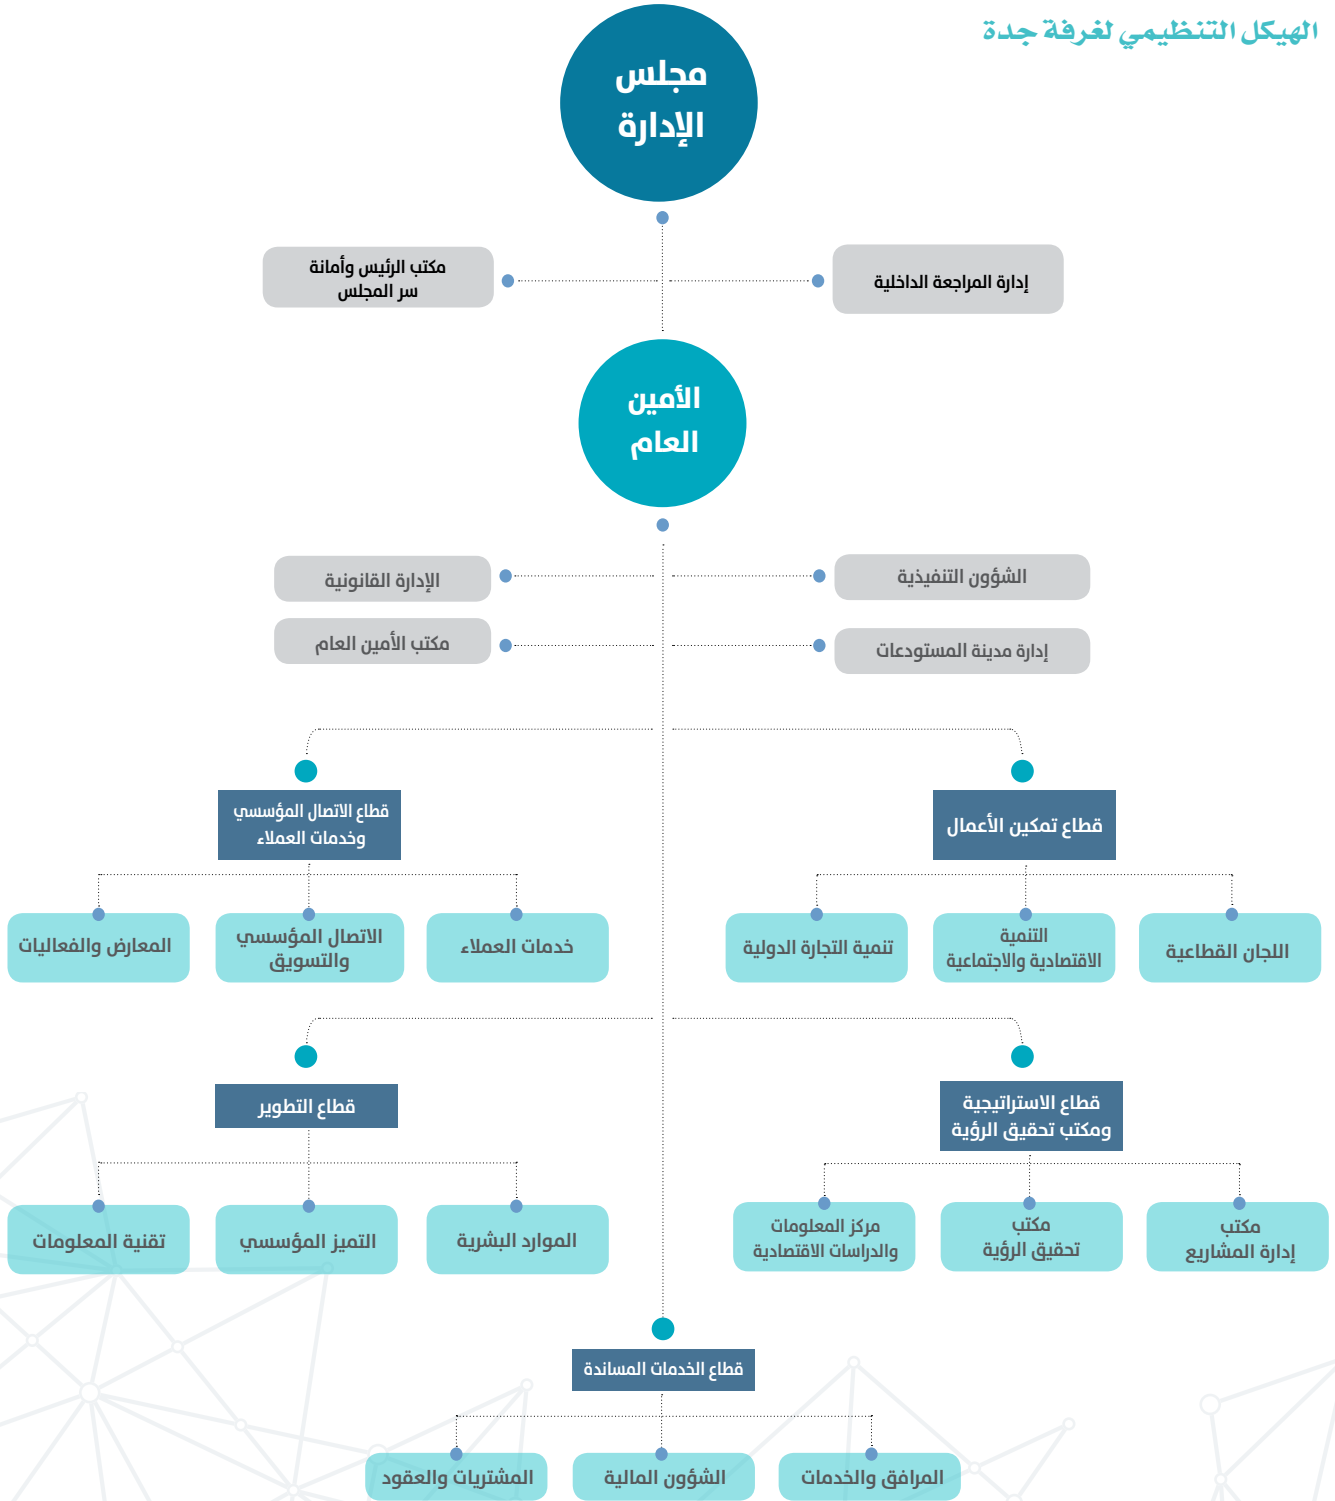 الهيكل التنظيمي لغرفة جدة
مجلس
الإدارة
إدارة المراجعة الداخلية
مكتب الرئيس وأمانة
سر المجلس
الأمين
العام
الشؤون التنفيذية
الإدارة القانونية
إدارة مدينة المستودعات
مكتب الأمين العام
قطاع تمكين الأعمال
قطاع الاتصال المؤسسي
وخدمات العملاء
اللجان القطاعية
التنمية
الاقتصادية والاجتماعية
تنمية التجارة الدولية
خدمات العملاء
الاتصال المؤسسي
والتسويق
المعارض والفعاليات
قطاع الاستراتيجية
ومكتب تحقيق الرؤية
قطاع التطوير
مكتب
إدارة المشاريع
مكتب
تحقيق الرؤية
مركز المعلومات
والدراسات الاقتصادية
الموارد البشرية
التميز المؤسسي
تقنية المعلومات
قطاع الخدمات المساندة
المرافق والخدمات
الشؤون المالية
المشتريات والعقود